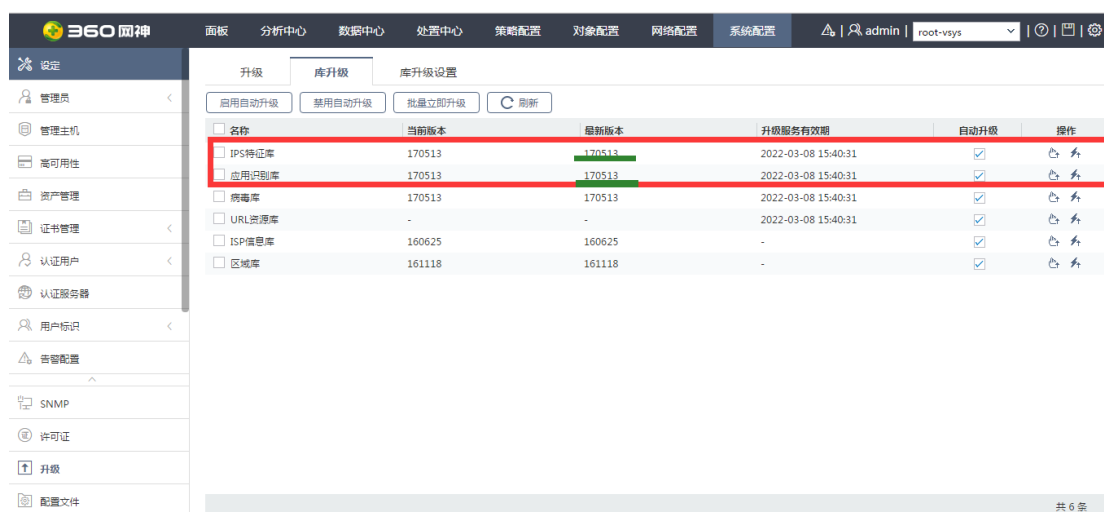 360网神 面板 分析中心 数据中心 处置中心 策略配置 对象配置 网络配置 系统配置 admin root-vsys
设定
管理员
管理主机
高可用性
资产管理
证书管理
认证用户
认证服务器
用户标识
告警配置
SNMP
许可证
升级
配置文件
升级 库升级 库升级设置
启用自动升级 禁用自动升级 批量立即升级 刷新
名称 当前版本 最新版本 升级服务有效期 自动升级 操作
IPS特征库 170513 170513 2022-03-08 15:40:31
应用识别库 170513 170513 2022-03-08 15:40:31
病毒库 170513 170513 2022-03-08 15:40:31
URL资源库 - - 2022-03-08 15:40:31
ISP信息库 160625 160625 -
区域库 161118 161118 -
共 6 条